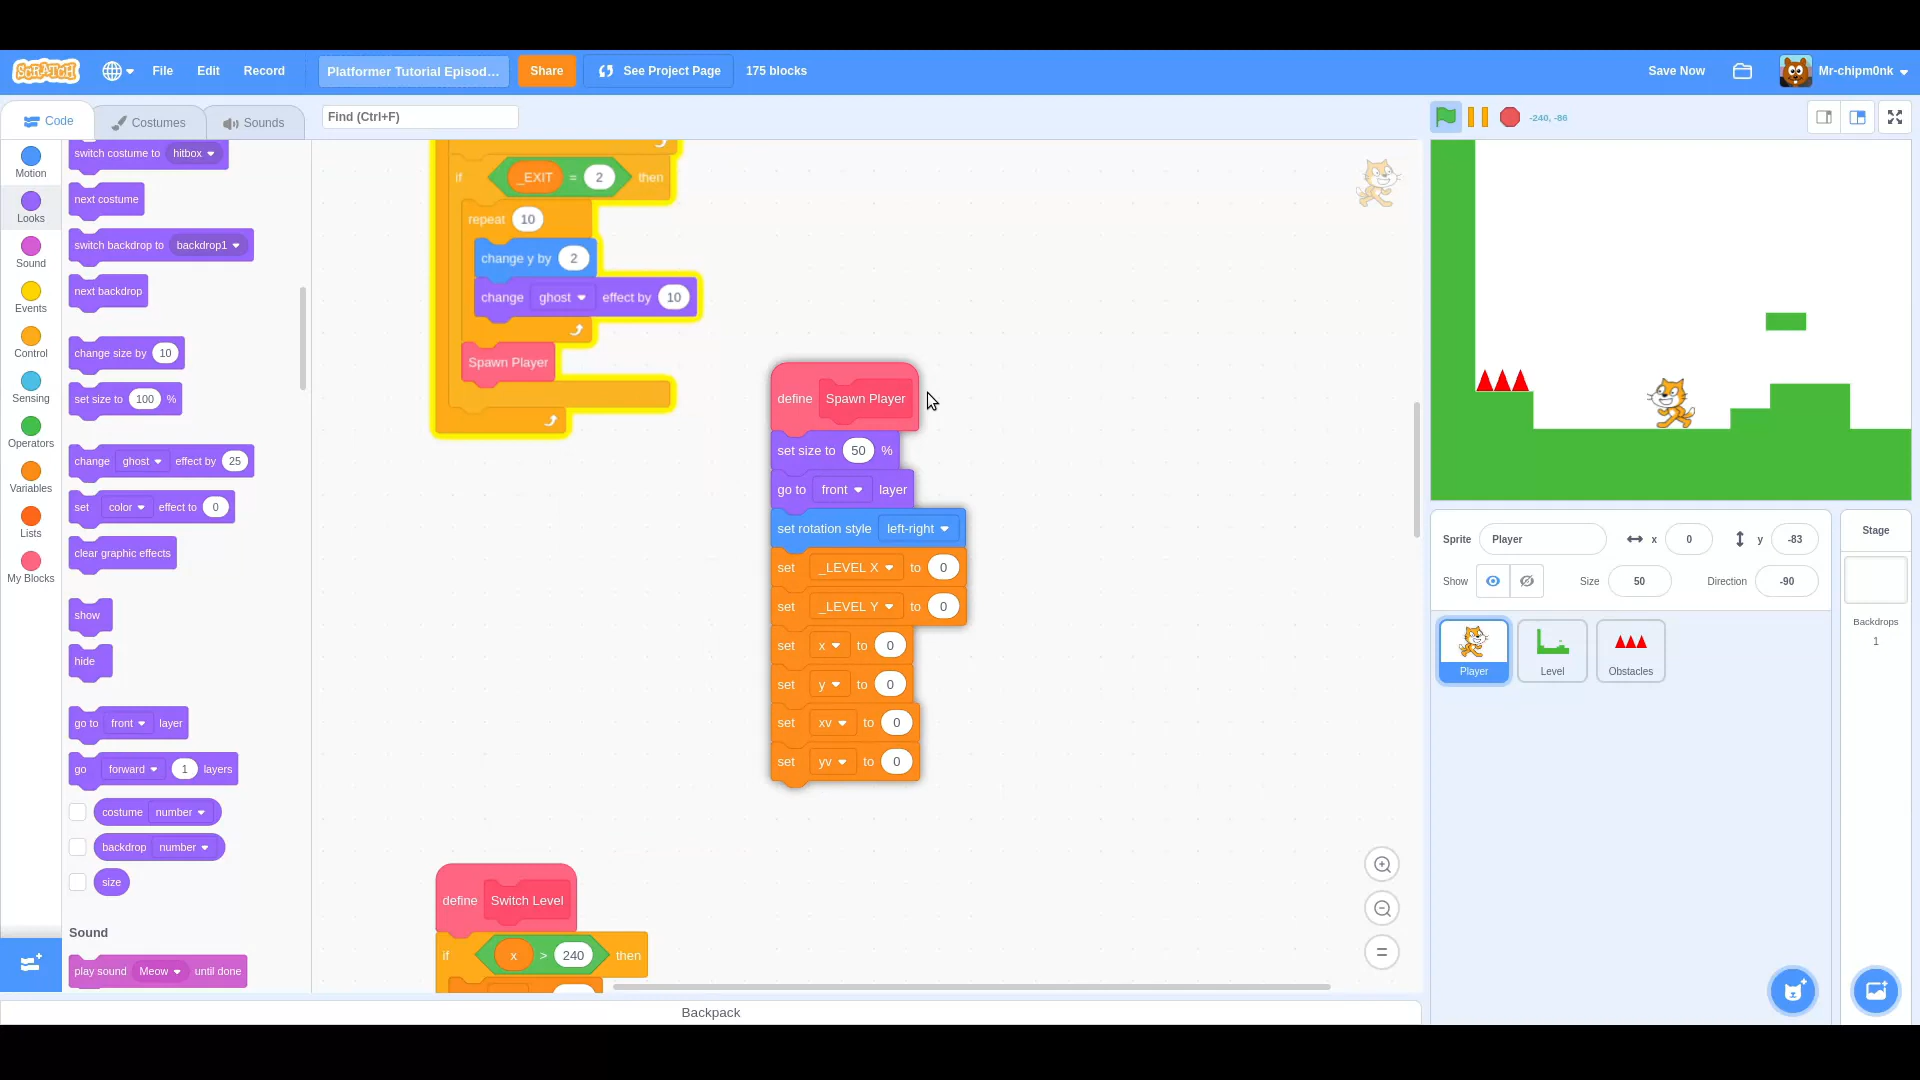 SCRATCH
File
Edit
Record
Platformer Tutorial Episod...
Share
See Project Page
175 blocks
Save Now
Mr-chipm0nk
Code
Costumes
Sounds
Find (Ctrl+F)
-240, -86
Motion
Looks
Sound
Events
Control
Sensing
Operators
Variables
Lists
My Blocks
switch costume to hitbox
next costume
switch backdrop to backdrop1
next backdrop
change size by 10
set size to 100 %
change ghost effect by 25
set color effect to 0
clear graphic effects
show
hide
go to front layer
go forward 1 layers
costume number
backdrop number
size
Sound
play sound Meow until done
if _EXIT = 2 then
repeat 10
change y by 2
change ghost effect by 10
Spawn Player
define Spawn Player
set size to 50 %
go to front layer
set rotation style left-right
set _LEVEL X to 0
set _LEVEL Y to 0
set x to 0
set y to 0
set xv to 0
set yv to 0
define Switch Level
if x > 240 then
Backpack
Sprite Player x 0 y -83
Show Size 50 Direction -90
Player
Level
Obstacles
Stage
Backdrops
1